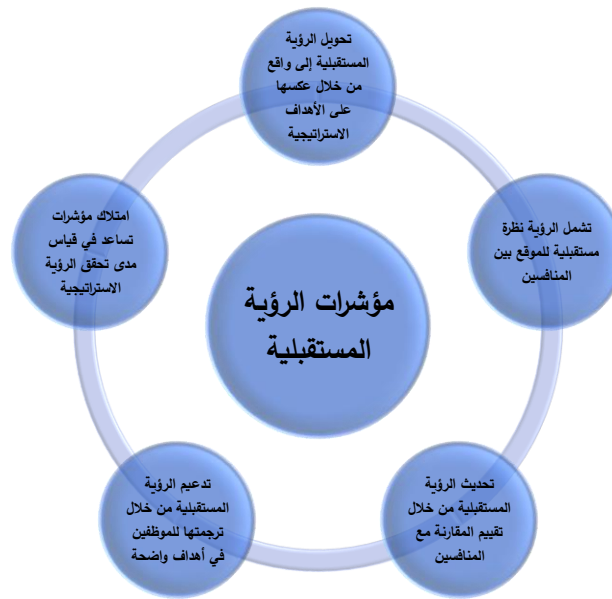 تحويل الرؤية
المستقبلية إلى واقع
من خلال عكسها
على الأهداف
الاستراتيجية
تشمل الرؤية نظرة
مستقبلية للموقع بين
المنافسين
تحديث الرؤية
المستقبلية من خلال
تقييم المقارنة مع
المنافسين
تدعيم الرؤية
المستقبلية من خلال
ترجمتها للموظفين
في أهداف واضحة
امتلاك مؤشرات
تساعد في قياس
مدى تحقق الرؤية
الاستراتيجية
مؤشرات الرؤية
المستقبلية